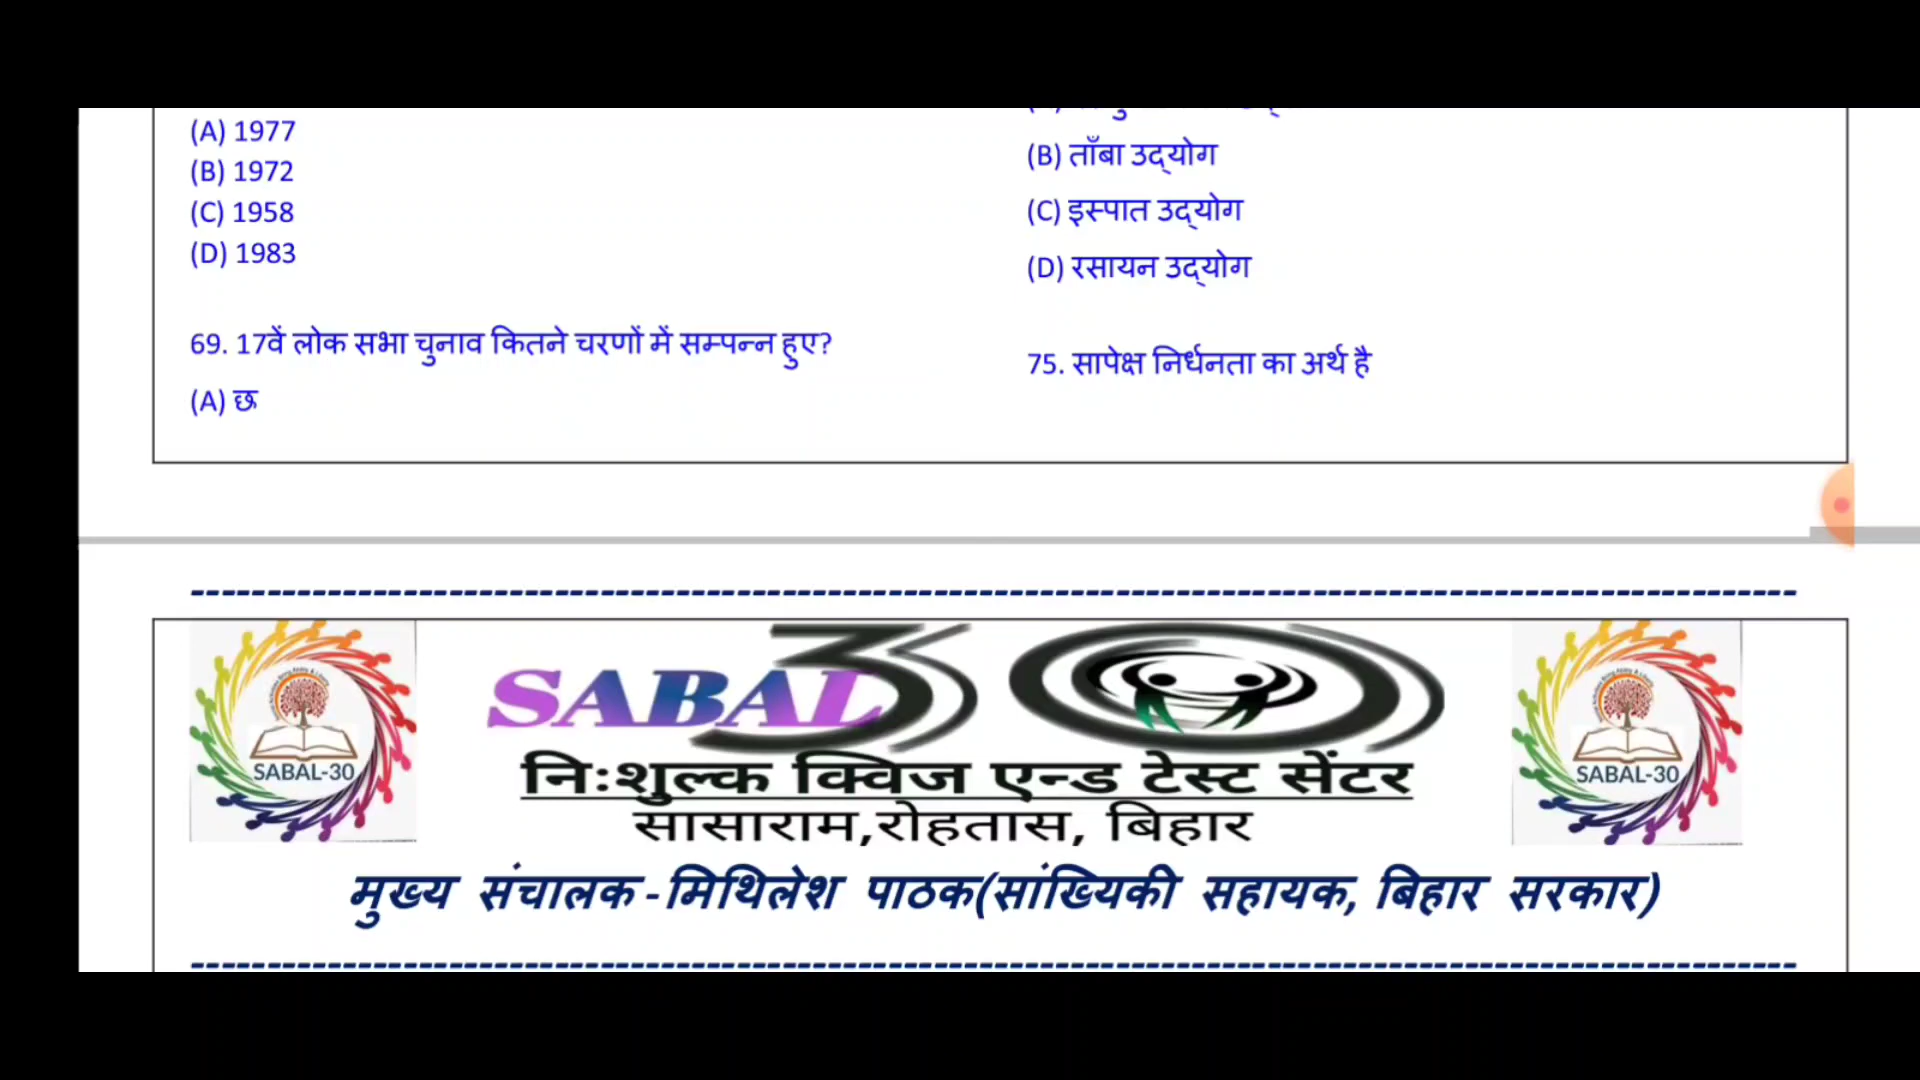 (A) 1977
(B) 1972
(C) 1958
(D) 1983
69. 17वें लोक सभा चुनाव कितने चरणों में सम्पन्न हुए?
(A) छ
(B) ताँबा उद्‌योग
(C) इस्पात उद्‌योग
(D) रसायन उद्‌योग
75. सापेक्ष निर्धनता का अर्थ है
SABAL 30
SABAL-30
SABAL-30
निःशुल्क क्विज एन्ड टेस्ट सेंटर
सासाराम,रोहतास, बिहार
मुख्य संचालक-मिथिलेश पाठक(सांख्यिकी सहायक, बिहार सरकार)